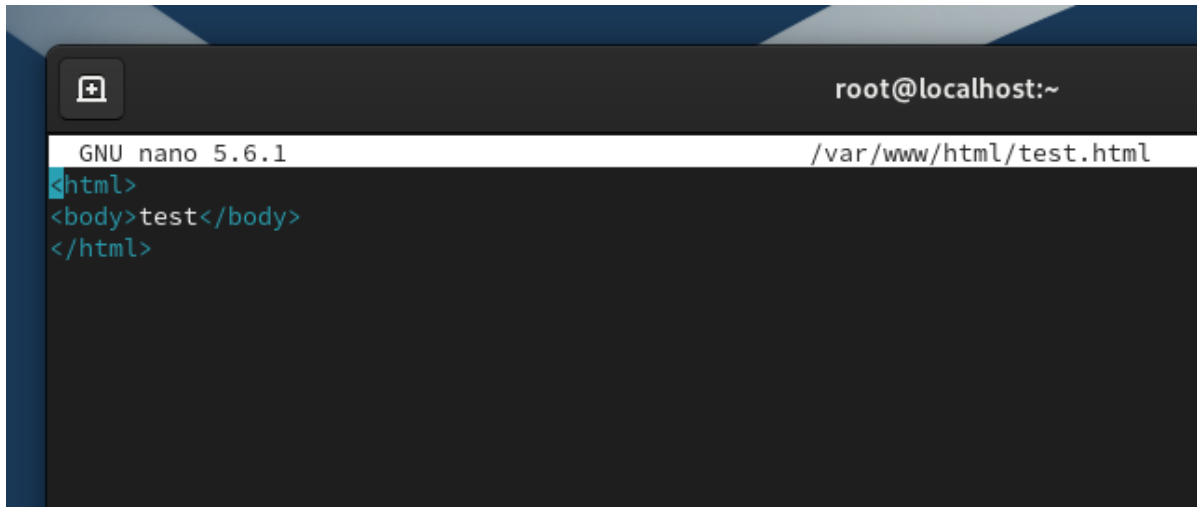 root@localhost:~
GNU nano 5.6.1 /var/www/html/test.html
<html>
<body>test</body>
</html>